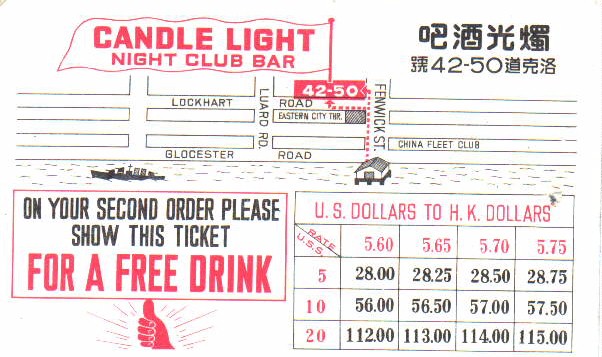 CANDLE LIGHT
NIGHT CLUB BAR
燭光酒吧
洛克道42-50號
42-50
LOCKHART ROAD
EASTERN CITY THR.
LUARD RD.
FENWICK ST.
CHINA FLEET CLUB
GLOCESTER ROAD
ON YOUR SECOND ORDER PLEASE
SHOW THIS TICKET
FOR A FREE DRINK
U.S. DOLLARS TO H.K. DOLLARS
RATE U.S.$. 5.60 5.65 5.70 5.75
5 28.00 28.25 28.50 28.75
10 56.00 56.50 57.00 57.50
20 112.00 113.00 114.00 115.00